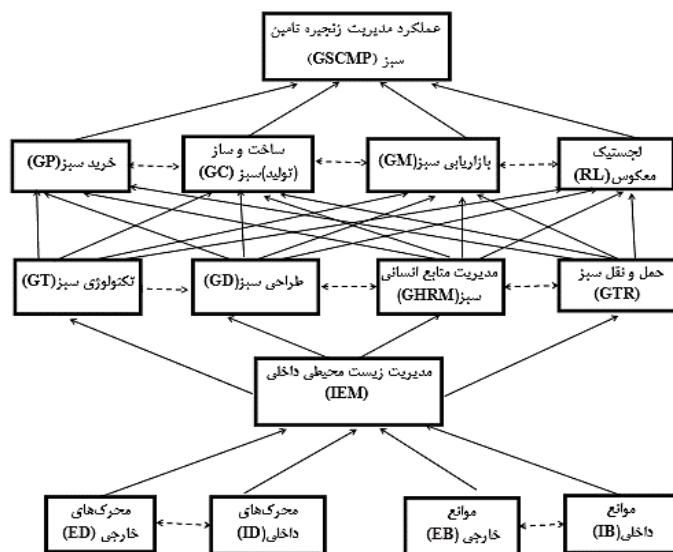 عملکرد مدیریت زنجیره تامین
سبز (GSCMP)
خرید سبز(GP)
ساخت و ساز
(تولید)سبز (GC)
بازاریابی سبز(GM)
لجستیک
معکوس(RL)
تکنولوژی سبز(GT)
طراحی سبز(GD)
مدیریت منابع انسانی
سبز(GHRM)
حمل و نقل سبز
(GTR)
مدیریت زیست محیطی داخلی
(IEM)
محرک‌های
خارجی (ED)
محرک‌های
داخلی(ID)
موانع
خارجی (EB)
موانع
داخلی(IB)